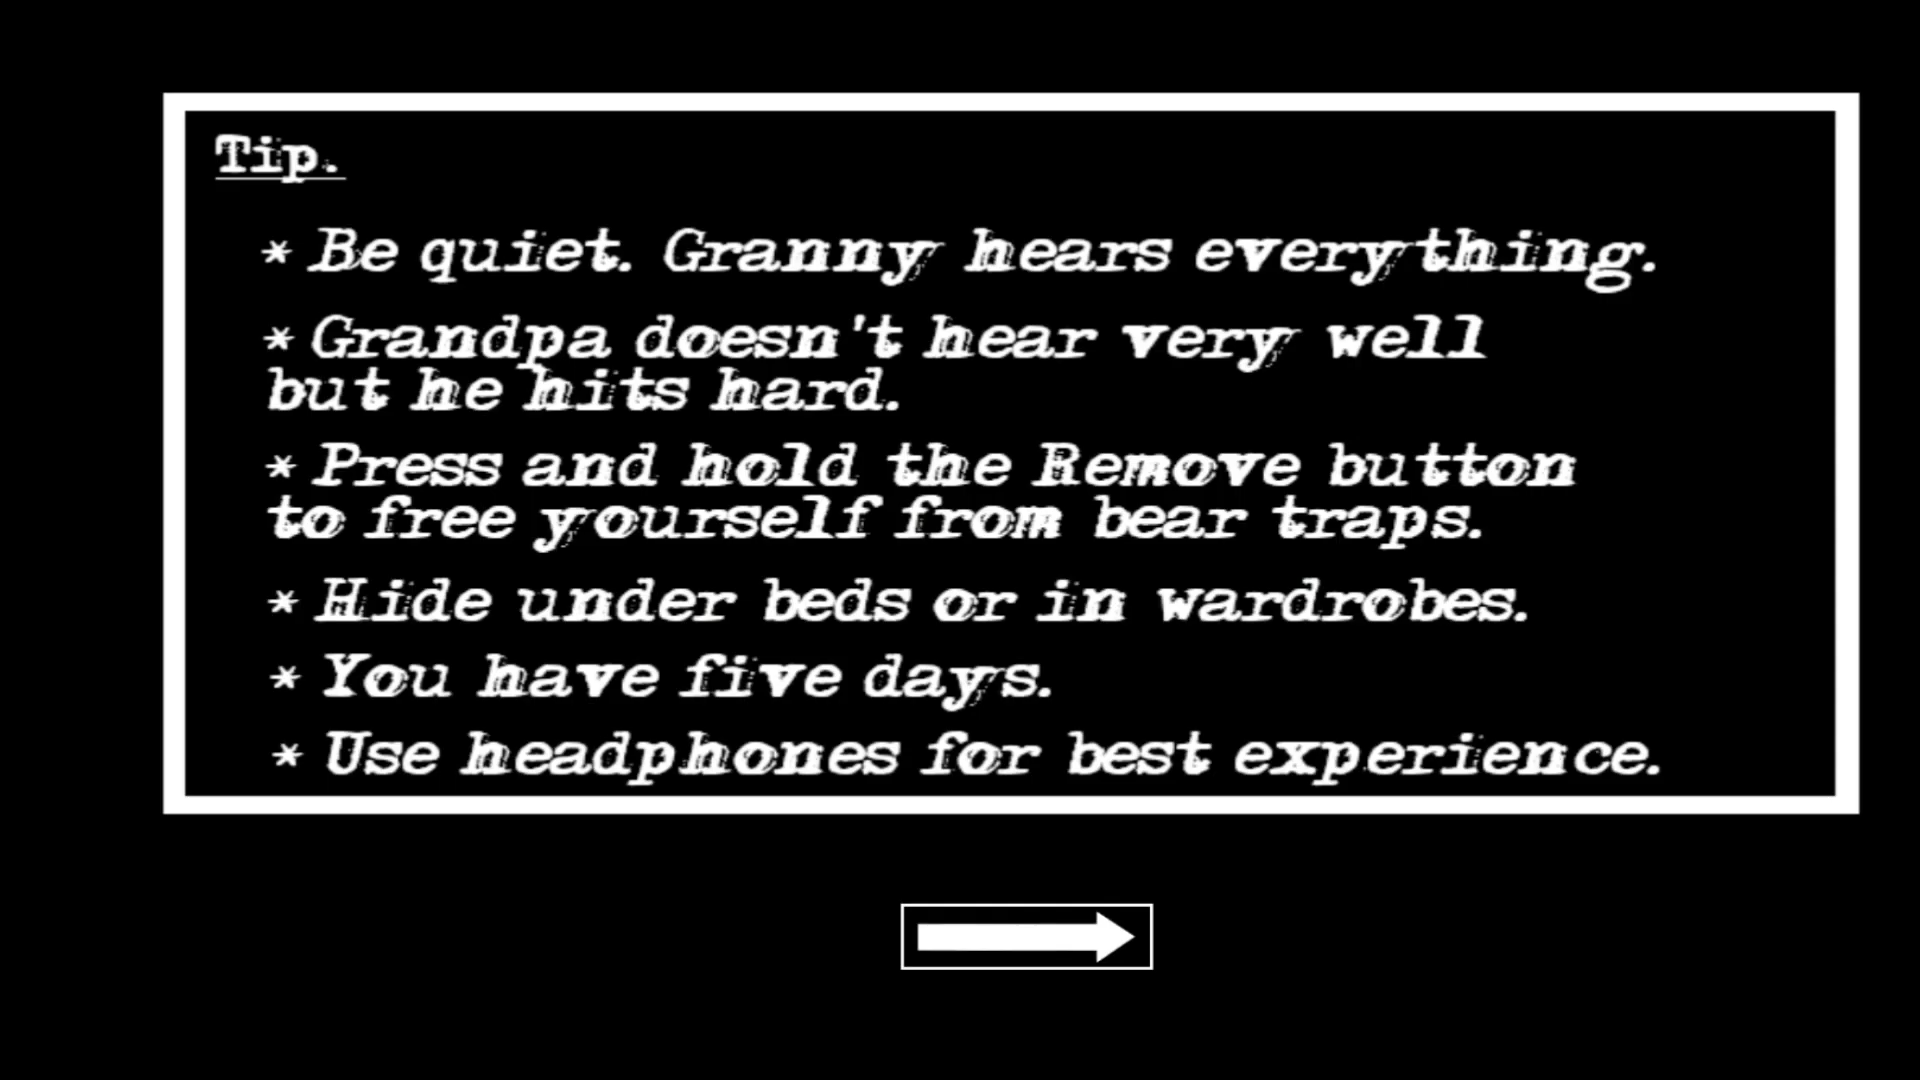 Tip.
* Be quiet. Granny hears everything.
* Grandpa doesn't hear very well
but he hits hard.
* Press and hold the Remove button
to free yourself from bear traps.
* Hide under beds or in wardrobes.
* You have five days.
* Use headphones for best experience.